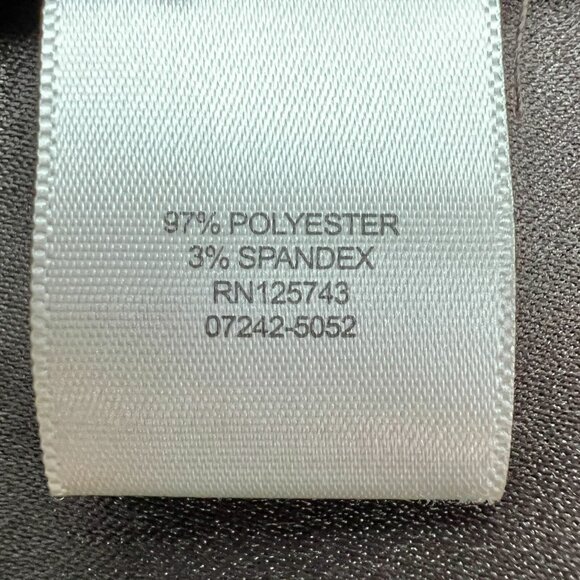 97% POLYESTER
3% SPANDEX
RN125743
07242-5052